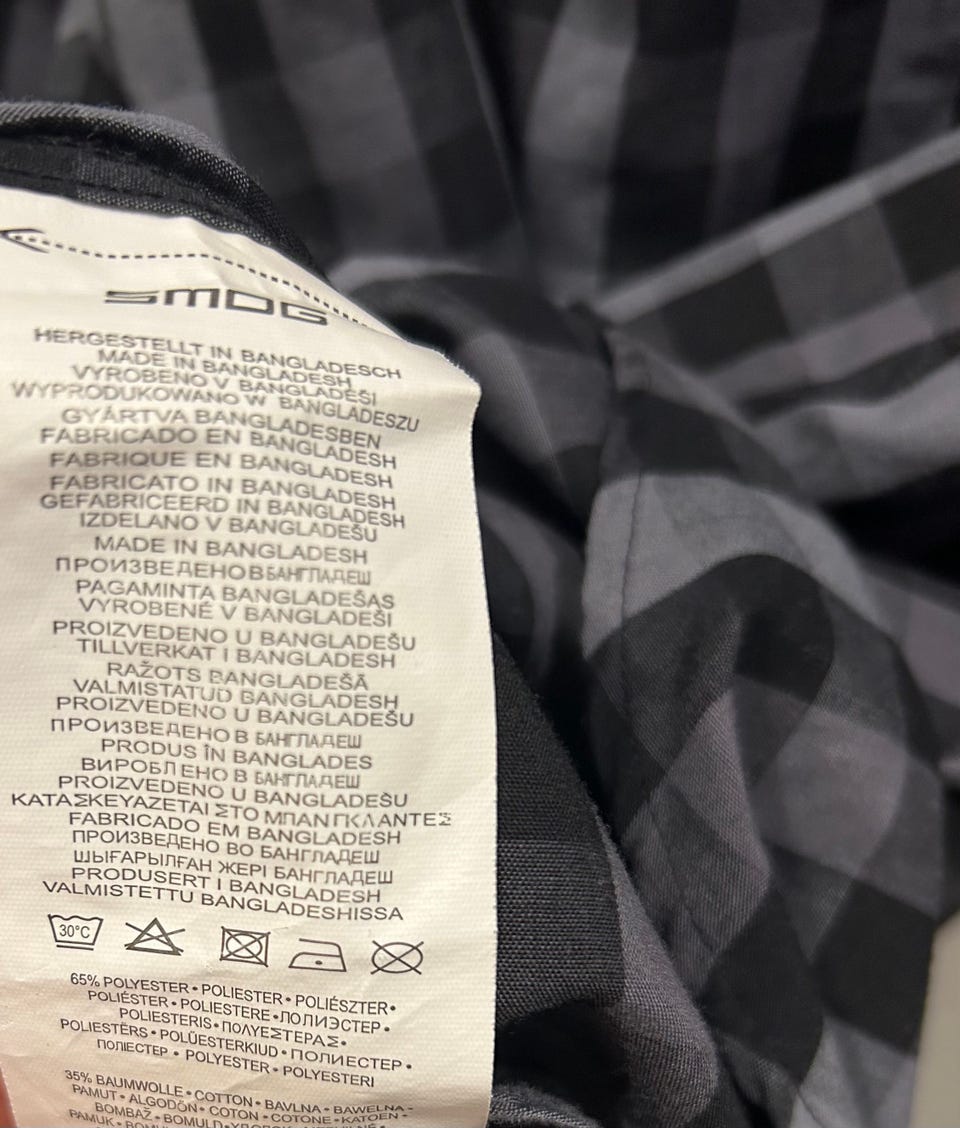 SMOG
HERGESTELLT IN BANGLADESCH
MADE IN BANGLADESH
VYROBENO V BANGLADÉŠI
WYPRODUKOWANO W BANGLADESZU
GYÁRTVA BANGLADESBEN
FABRICADO EN BANGLADESH
FABRIQUE EN BANGLADESH
FABRICATO IN BANGLADESH
GEFABRICEERD IN BANGLADESH
IZDELANO V BANGLADEŠU
MADE IN BANGLADESH
ПРОИЗВЕДЕНО В БАНГЛАДЕШ
PAGAMINTA BANGLADEŠAS
VYROBENÉ V BANGLADEŠI
PROIZVEDENO U BANGLADEŠU
TILLVERKAT I BANGLADESH
RAŽOTS BANGLADEŠĀ
VALMISTATUD BANGLADESH
PROIZVEDENO U BANGLADEŠU
ПРОИЗВЕДЕНО В БАНГЛАДЕШ
PRODUS ÎN BANGLADES
ВИРОБЛЕНО В БАНГЛАДЕШ
PROIZVEDENO U BANGLADEŠU
ΚΑΤΑΣΚΕΥΑΖΕΤΑΙ ΣΤΟ ΜΠΑΝΓΚΛΑΝΤΕΣ
FABRICADO EM BANGLADESH
ПРОИЗВЕДЕНО ВО БАНГЛАДЕШ
ШЫҒАРЫЛҒАН ЖЕРІ БАНГЛАДЕШ
PRODUSERT I BANGLADESH
VALMISTETTU BANGLADESHISSA
30°C
65% POLYESTER • POLIESTER • POLIÉSZTER •
POLIÉSTER • POLIESTERE • ПОЛИЭСТЕР •
POLIESTERIS • ΠΟΛΥΕΣΤΕΡΑΣ •
POLIESTĒRS • POLÜESTERKIUD • ПОЛИЕСТЕР •
ПОЛІЕСТЕР • POLYESTER • POLYESTERI
35% BAUMWOLLE • COTTON • BAVLNA • BAWEŁNA •
PAMUT • ALGODÓN • COTON • COTONE • KATOEN •
BOMBAŽ • BOMULD •
PAMUK •